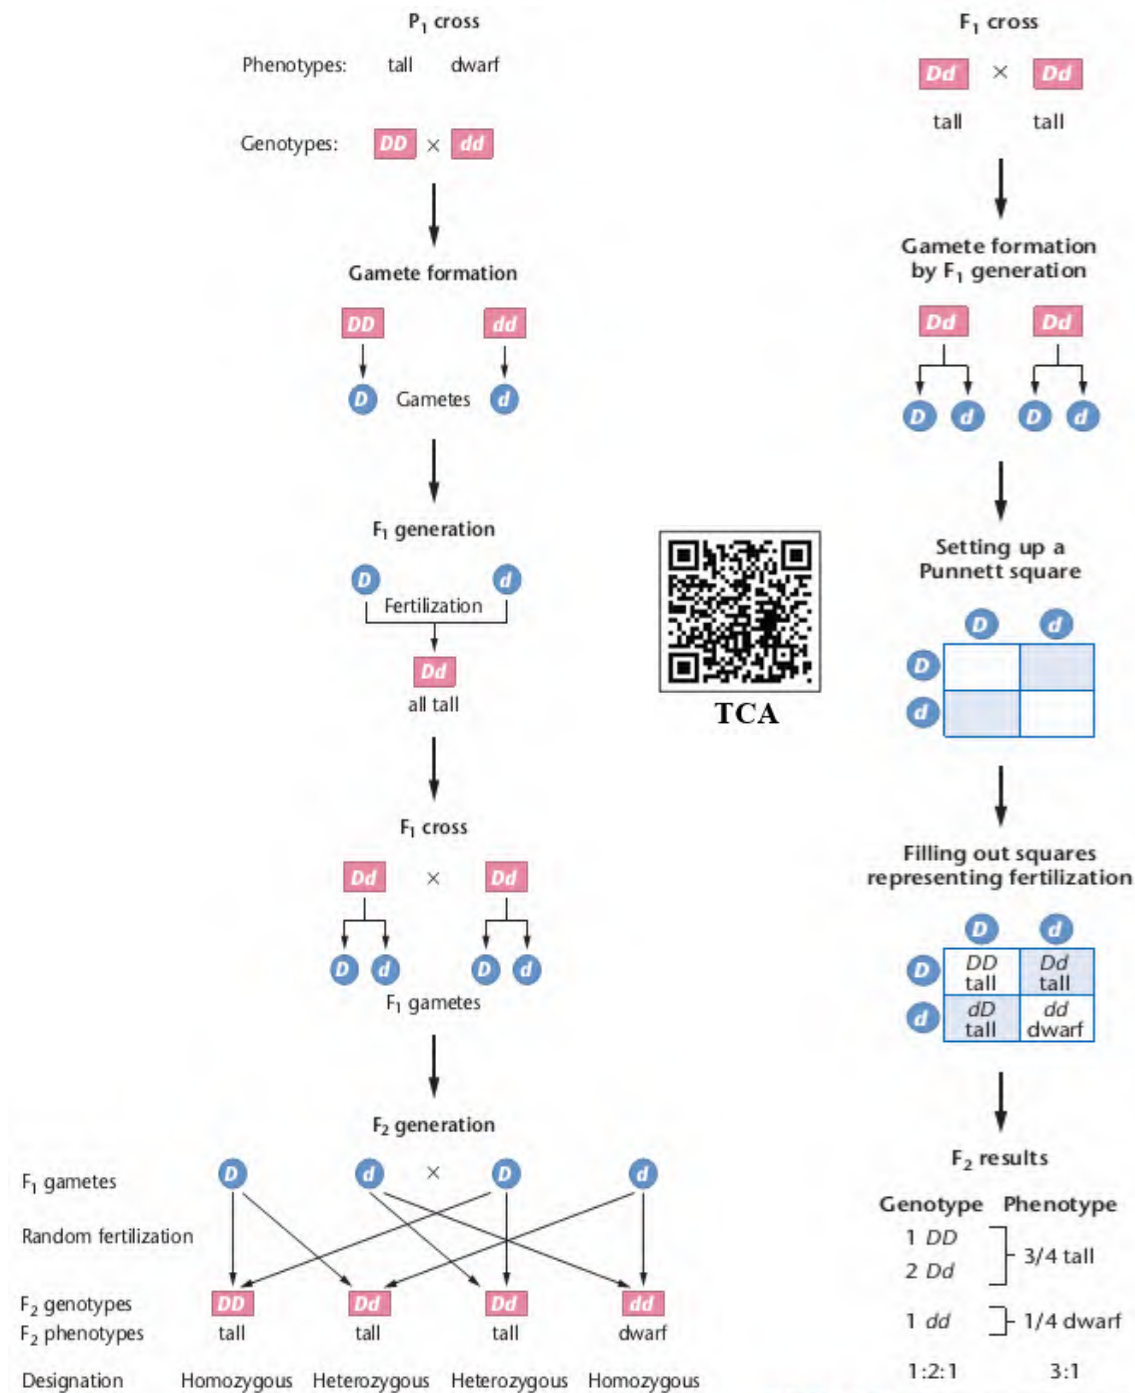 P₁ cross
Phenotypes: tall dwarf
Genotypes: DD × dd
Gamete formation
DD dd
D Gametes d
F₁ generation
D d
Fertilization
Dd
all tall
F₁ cross
Dd × Dd
D d D d
F₁ gametes
F₂ generation
F₁ gametes D d × D d
Random fertilization
F₂ genotypes DD Dd Dd dd
F₂ phenotypes tall tall tall dwarf
Designation Homozygous Heterozygous Heterozygous Homozygous
TCA
F₁ cross
Dd × Dd
tall tall
Gamete formation
by F₁ generation
Dd Dd
D d D d
Setting up a
Punnett square
D d
D
d
Filling out squares
representing fertilization
D d
D DD Dd
tall tall
d dD dd
tall dwarf
F₂ results
Genotype Phenotype
1 DD
3/4 tall
2 Dd
1 dd 1/4 dwarf
1:2:1 3:1